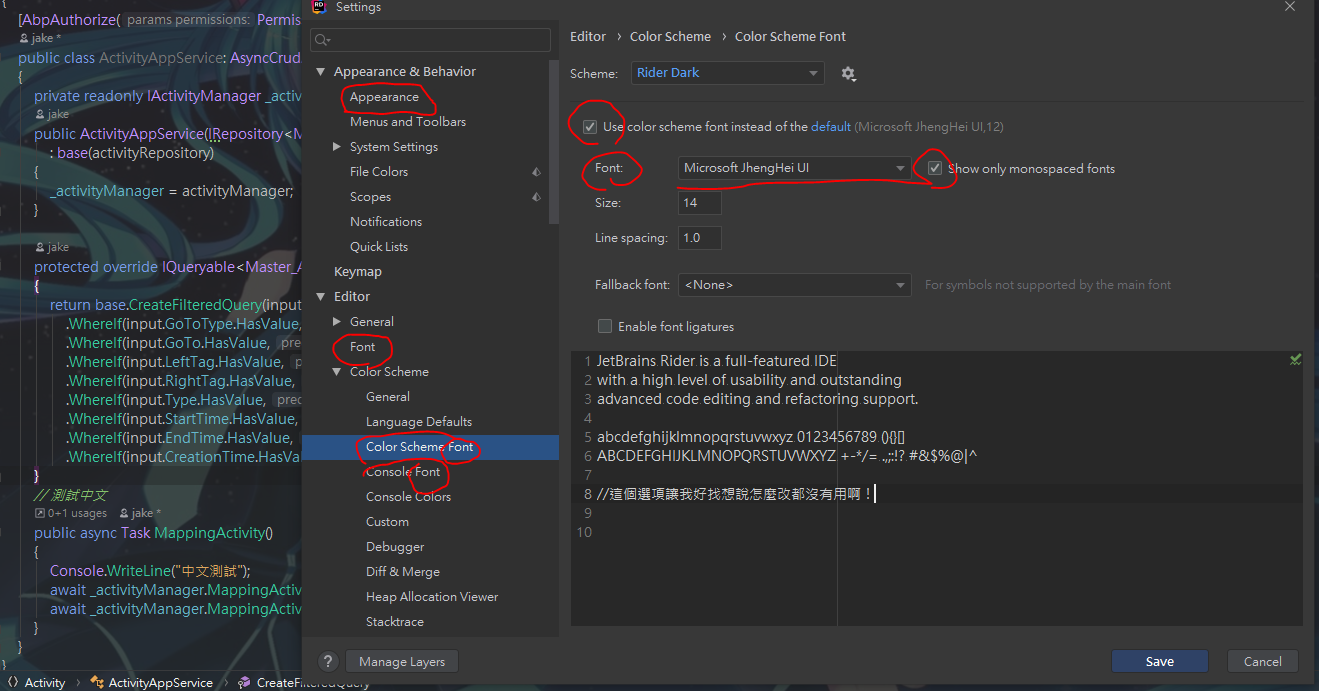 {
[AbpAuthorize( params permissions: Permis
jake *
public class ActivityAppService: AsyncCrud
{
private readonly IActivityManager _activ
jake
public ActivityAppService(IRepository<M
: base(activityRepository)
{
_activityManager = activityManager;
}
jake
protected override IQueryable<Master_A
{
return base.CreateFilteredQuery(input
.WhereIf(input.GoToType.HasValue,
.WhereIf(input.GoTo.HasValue, pre
.WhereIf(input.LeftTag.HasValue, p
.WhereIf(input.RightTag.HasValue,
.WhereIf(input.Type.HasValue, prec
.WhereIf(input.StartTime.HasValue,
.WhereIf(input.EndTime.HasValue,
.WhereIf(input.CreationTime.HasVal
}
// 測試中文
0+1 usages jake *
public async Task MappingActivity()
{
Console.WriteLine("中文測試");
await _activityManager.MappingActiv
await _activityManager.MappingActiv
}
}
}
Activity
ActivityAppService
CreateFilteredQuery
RD Settings
Appearance & Behavior
Appearance
Menus and Toolbars
System Settings
File Colors
Scopes
Notifications
Quick Lists
Keymap
Editor
General
Font
Color Scheme
General
Language Defaults
Color Scheme Font
Console Font
Console Colors
Custom
Debugger
Diff & Merge
Heap Allocation Viewer
Stacktrace
? Manage Layers
Editor › Color Scheme › Color Scheme Font
Scheme: Rider Dark
Use color scheme font instead of the default (Microsoft JhengHei UI,12)
Font: Microsoft JhengHei UI Show only monospaced fonts
Size: 14
Line spacing: 1.0
Fallback font: <None> For symbols not supported by the main font
Enable font ligatures
1 JetBrains Rider is a full-featured IDE
2 with a high level of usability and outstanding
3 advanced code editing and refactoring support.
4
5 abcdefghijklmnopqrstuvwxyz 0123456789 (){}[]
6 ABCDEFGHIJKLMNOPQRSTUVWXYZ +-*/= .,;:!? #&$%@|^
7
8 //這個選項讓我好找想說怎麼改都沒有用啊！
9
10
Save Cancel